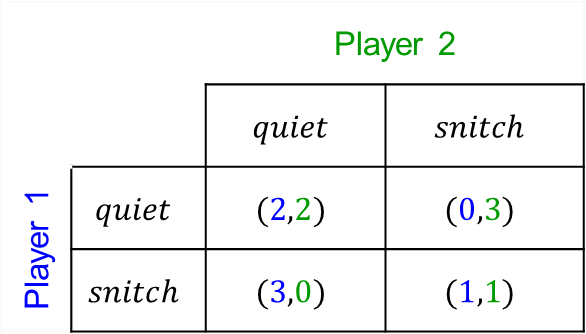 Player 2
quiet snitch
Player 1
quiet (2,2) (0,3)
snitch (3,0) (1,1)